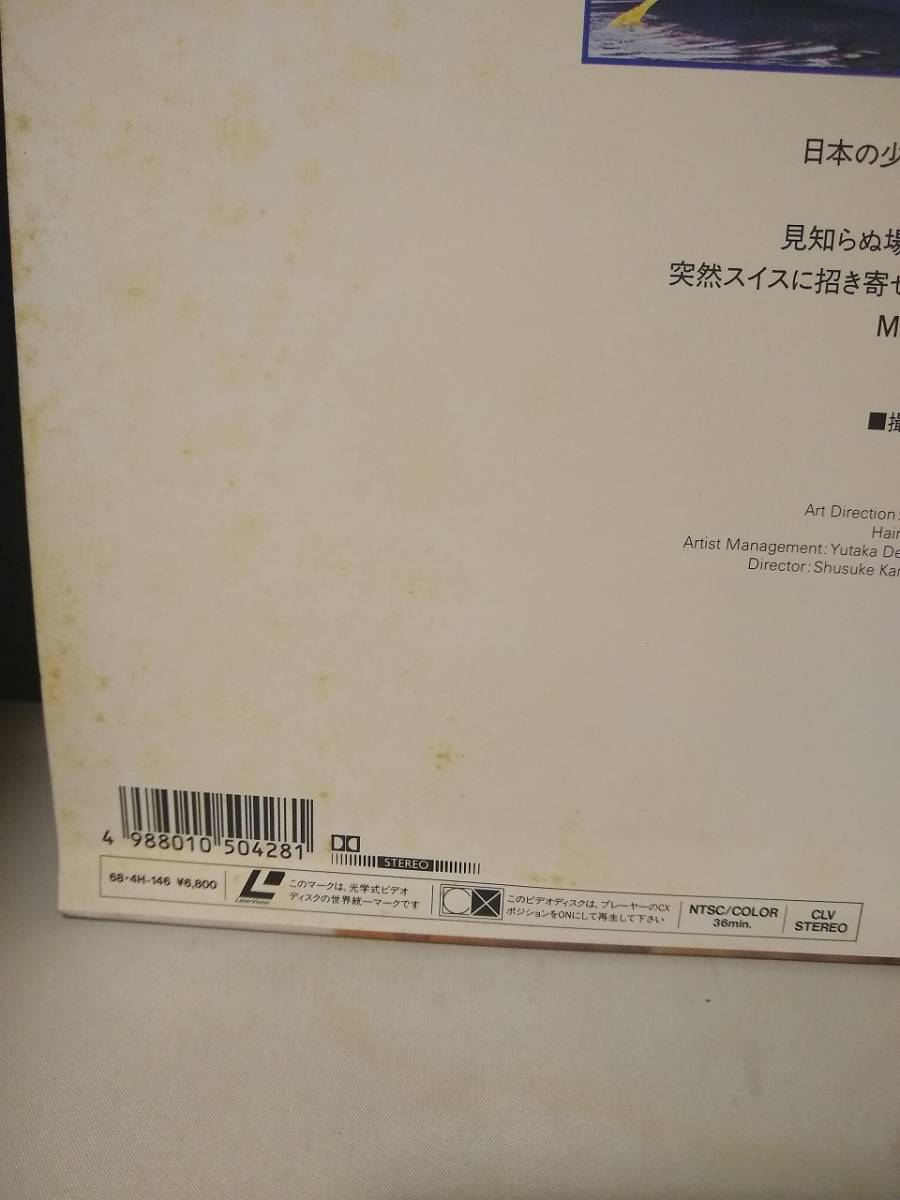 日本の少
見知らぬ場
突然スイスに招き寄せ
M
■撮
Art Direction:
Hair
Artist Management: Yutaka De
Director: Shusuke Kar
4 988010 504281
STEREO
68・4H-146 ¥6,800
LaserVision
このマークは、光学式ビデオ
ディスクの世界統一マークです
CX
このビデオディスクは、プレーヤーのCX
ポジションをONにして再生して下さい
NTSC/COLOR
36min.
CLV
STEREO